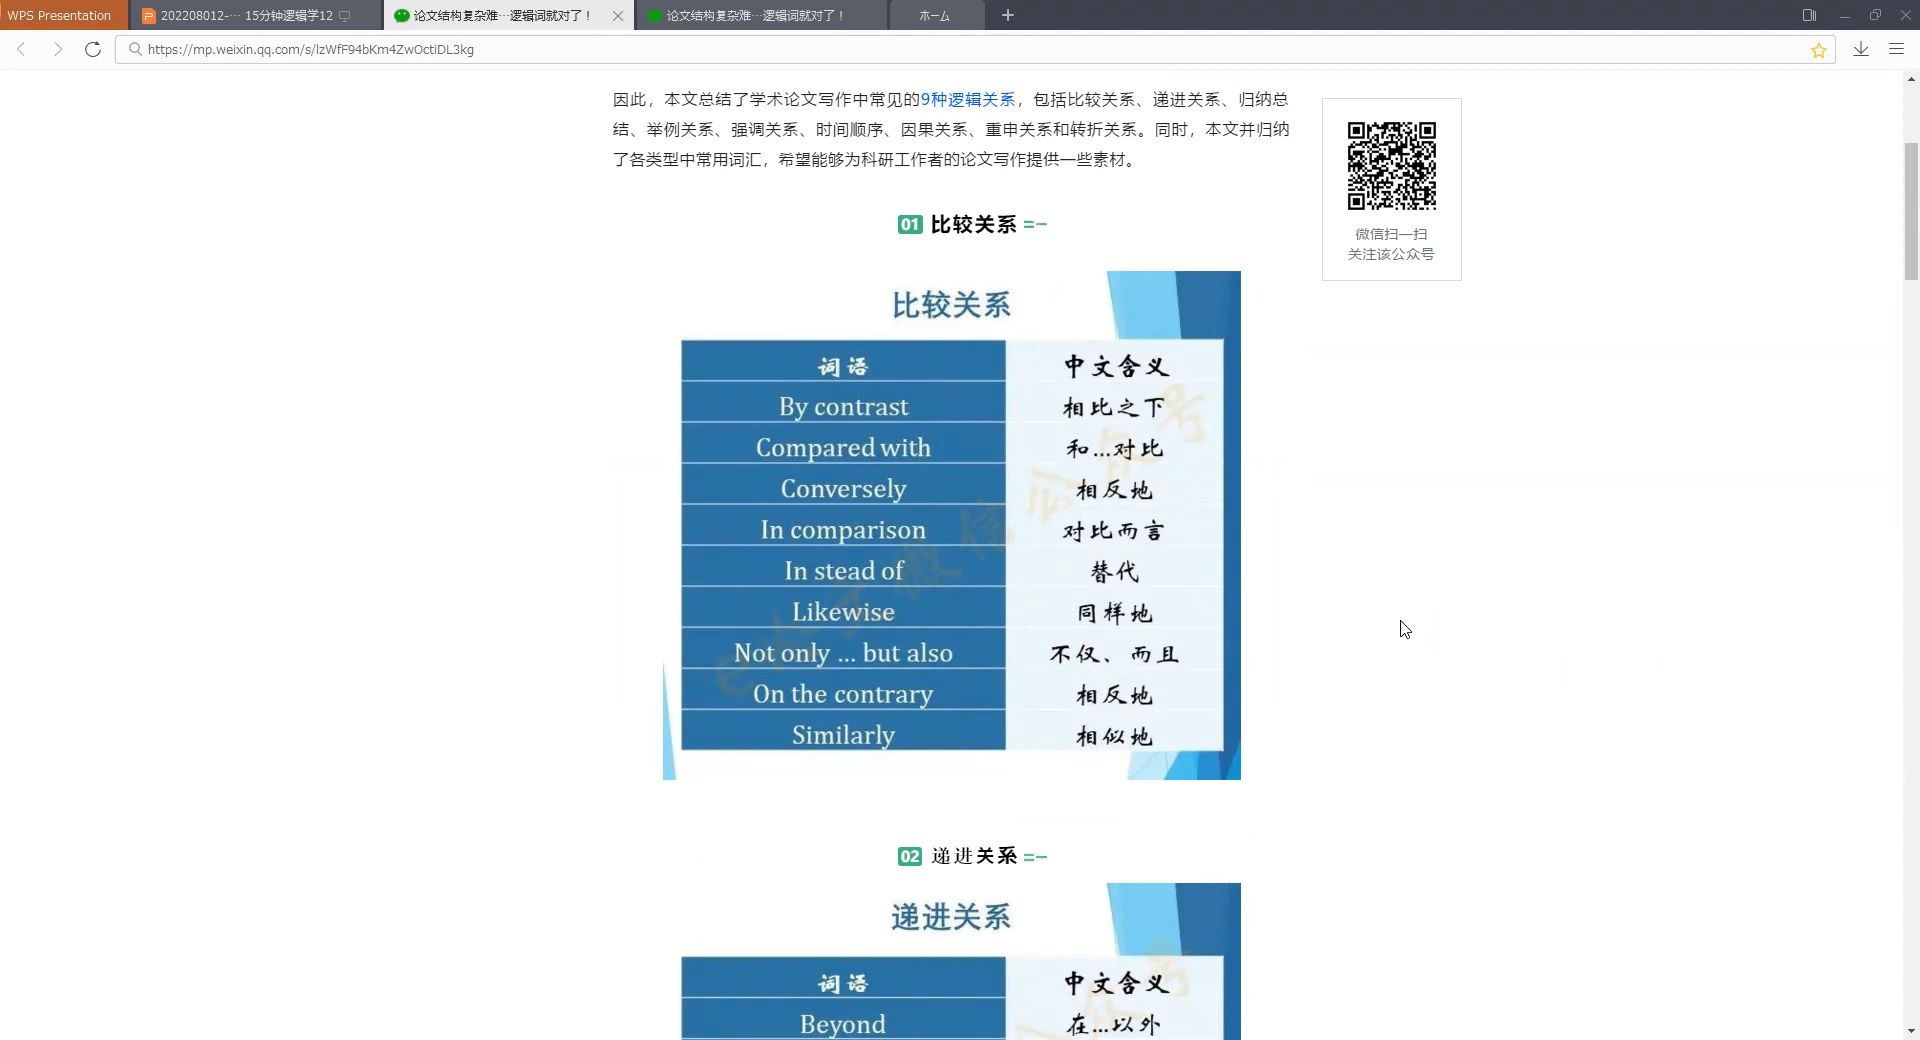 WPS Presentation
202208012-··· 15分钟逻辑学12
论文结构复杂难···逻辑词就对了！
论文结构复杂难···逻辑词就对了！
ホーム
https://mp.weixin.qq.com/s/lzWfF94bKm4ZwOctiDL3kg
因此，本文总结了学术论文写作中常见的9种逻辑关系，包括比较关系、递进关系、归纳总
结、举例关系、强调关系、时间顺序、因果关系、重申关系和转折关系。同时，本文并归纳
了各类型中常用词汇，希望能够为科研工作者的论文写作提供一些素材。
微信扫一扫
关注该公众号
01 比较关系
比较关系
词语 中文含义
By contrast 相比之下
Compared with 和...对比
Conversely 相反地
In comparison 对比而言
In stead of 替代
Likewise 同样地
Not only ... but also 不仅、而且
On the contrary 相反地
Similarly 相似地
02 递进关系
递进关系
词语 中文含义
Beyond 在...以外